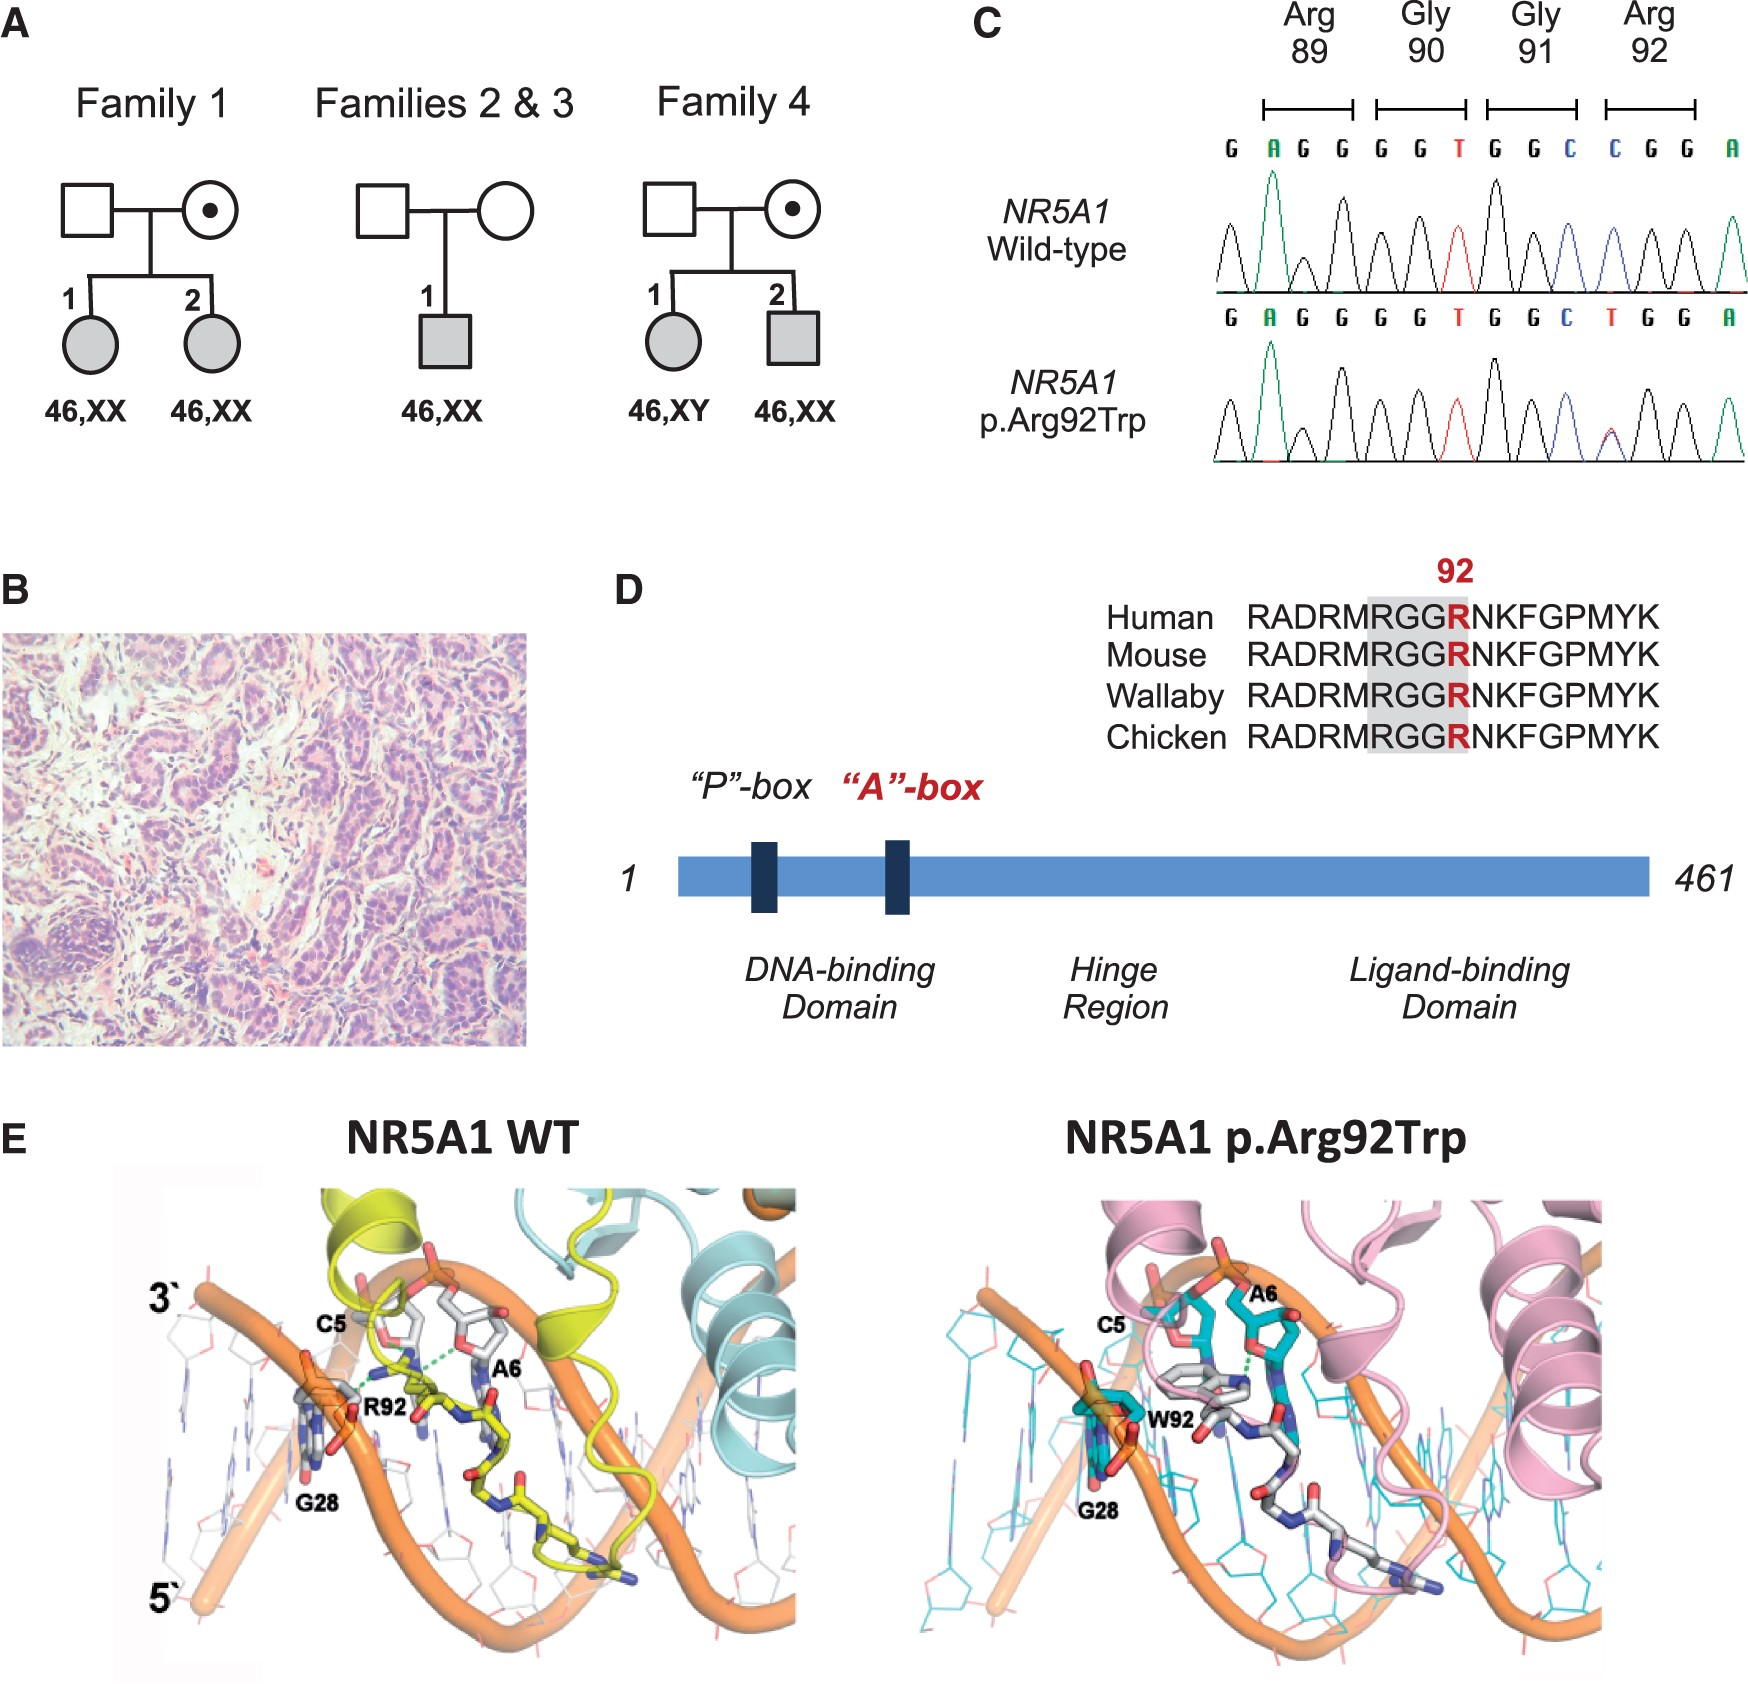 A
Family 1
Families 2 & 3
Family 4
1
2
1
1
2
46,XX
46,XX
46,XX
46,XY
46,XX
C
Arg
89
Gly
90
Gly
91
Arg
92
G A G G G G T G G C C G G A
NR5A1
Wild-type
G A G G G G T G G C T G G A
NR5A1
p.Arg92Trp
B
D
92
Human RADRMRGGRNKFGPMYK
Mouse RADRMRGGRNKFGPMYK
Wallaby RADRMRGGRNKFGPMYK
Chicken RADRMRGGRNKFGPMYK
“P”-box
“A”-box
1
461
DNA-binding
Domain
Hinge
Region
Ligand-binding
Domain
E
NR5A1 WT
3`
C5
A6
R92
G28
5`
NR5A1 p.Arg92Trp
A6
C5
W92
G28